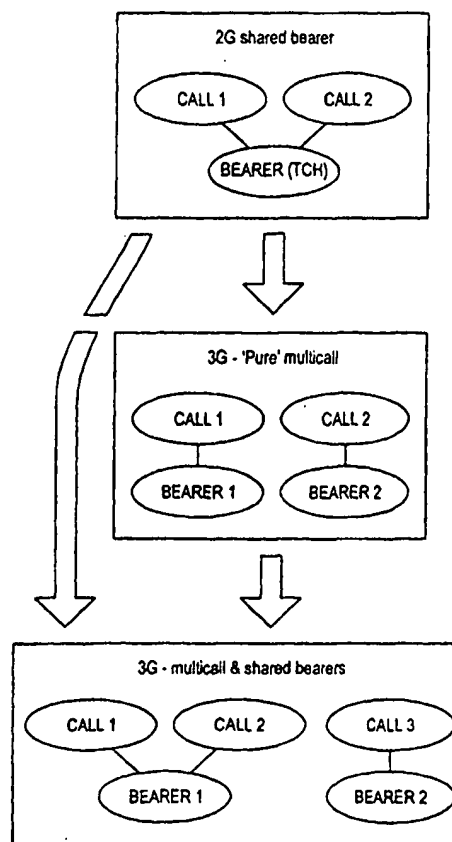 2G shared bearer
CALL 1 CALL 2
BEARER (TCH)
3G - 'Pure' multicall
CALL 1 CALL 2
BEARER 1 BEARER 2
3G - multicall & shared bearers
CALL 1 CALL 2 CALL 3
BEARER 1 BEARER 2